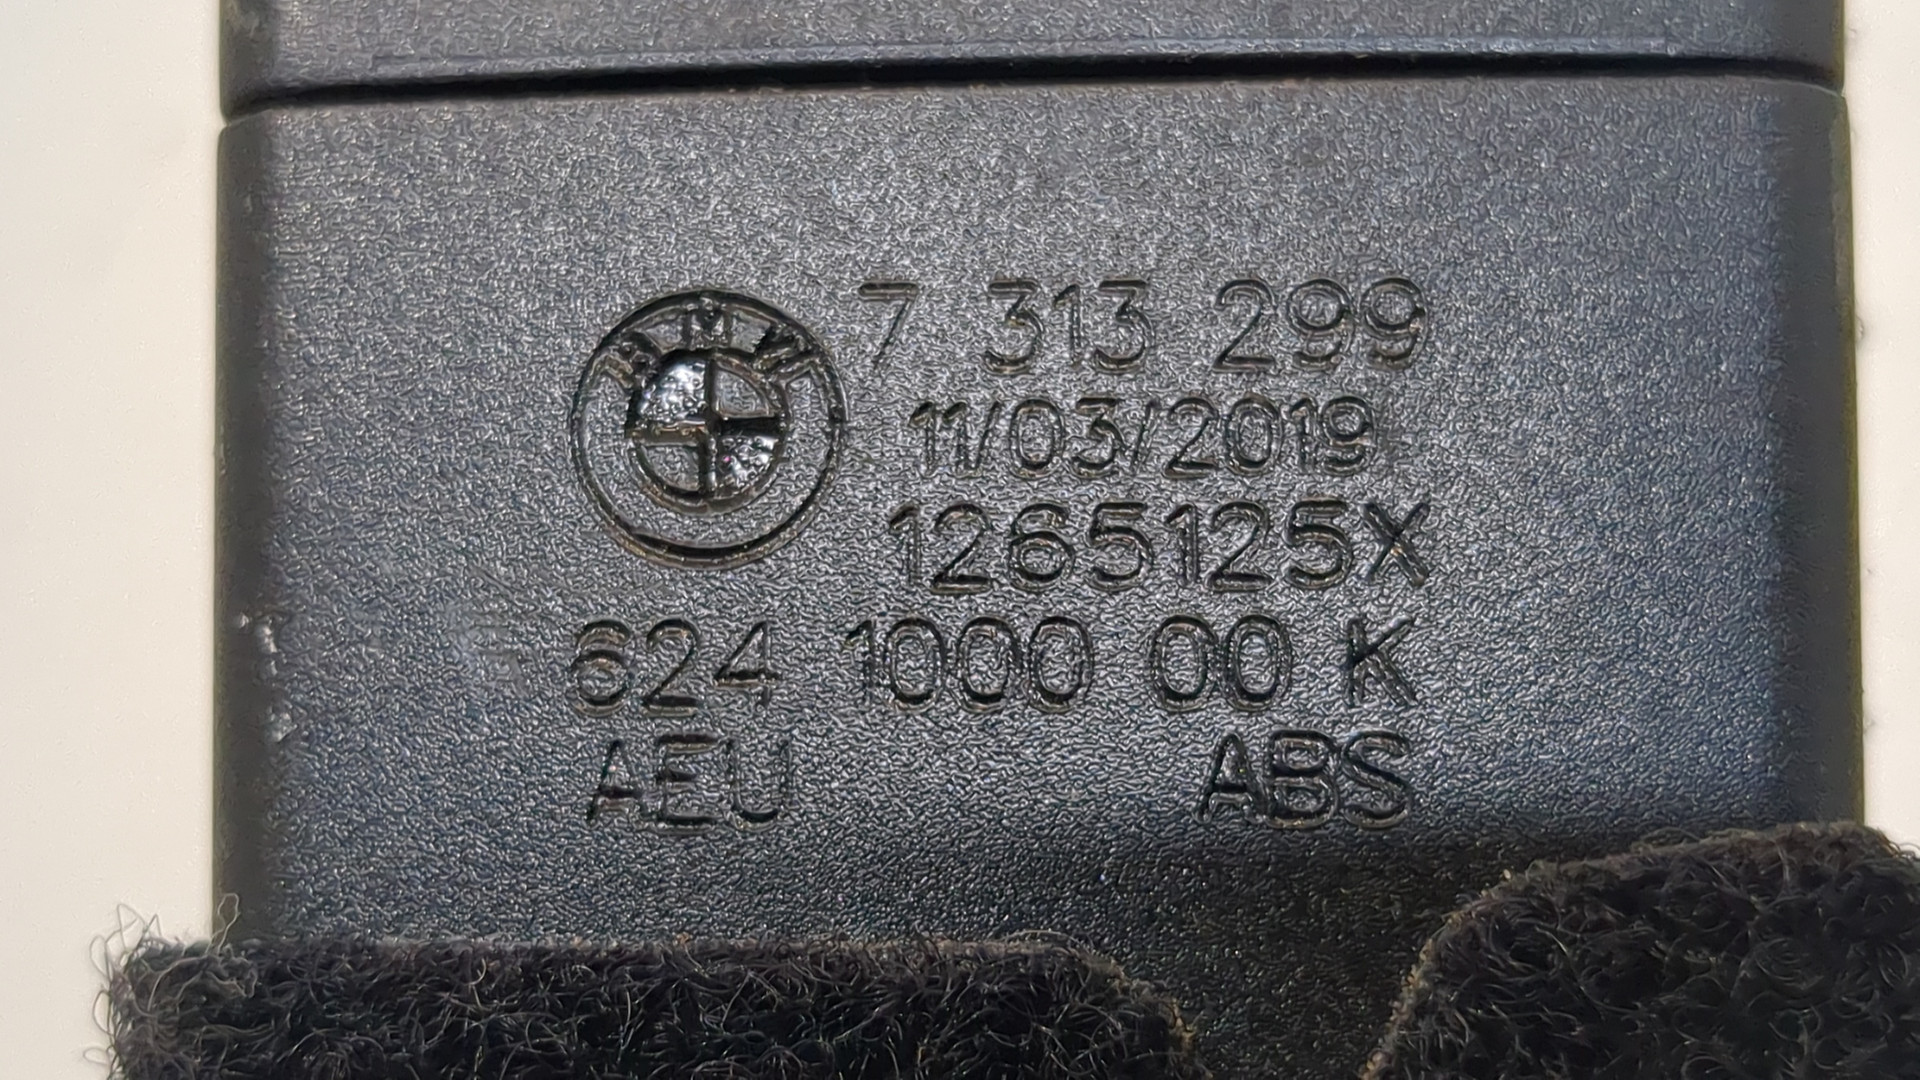 BMW
7 313 299
11/03/2019
1265125X
624 1000 00 K
AEU ABS